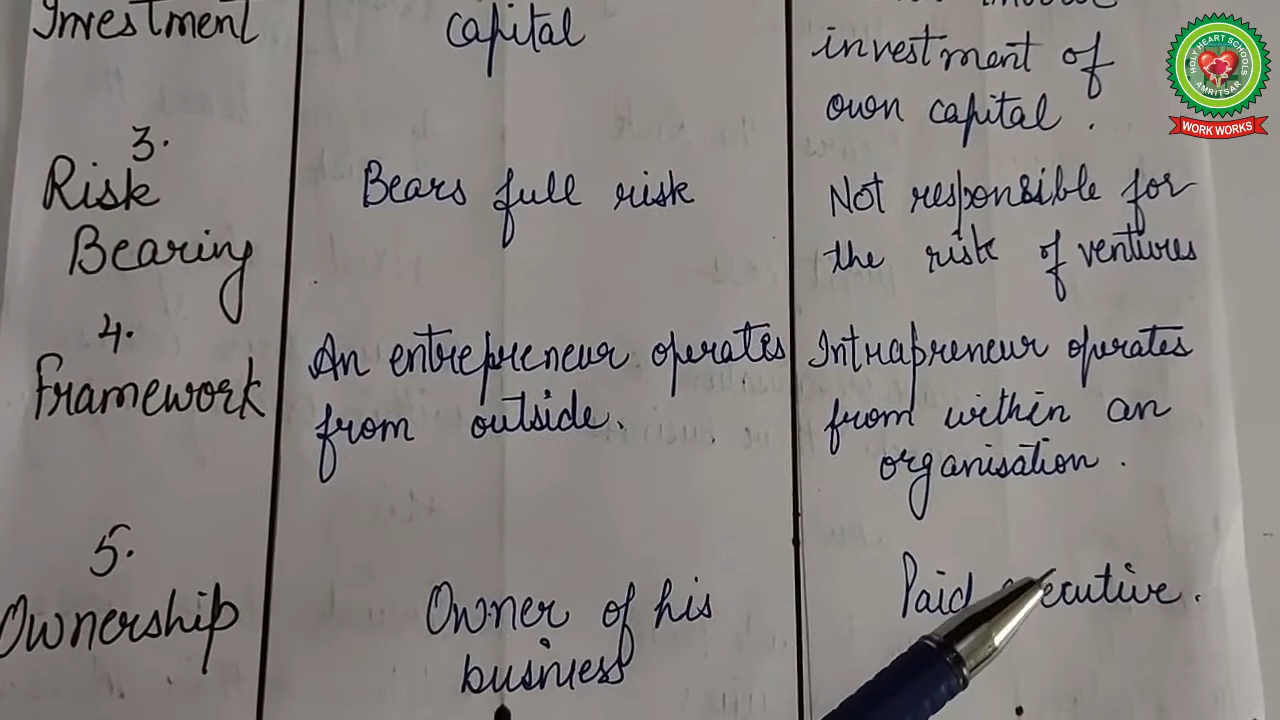 Investment
capital
investment of
own capital.
3.
Risk
Bearing
Bears full risk
Not responsible for
the risk of ventures
4.
Framework
An entrepreneur operates
from outside.
Intrapreneur operates
from within an
organisation.
5.
Ownership
Owner of his
business
Paid executive.
HOLY HEART SCHOOLS
AMRITSAR
WORK WORKS